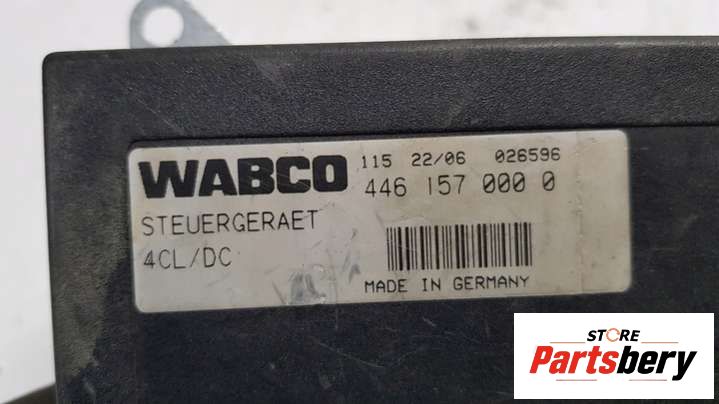 WABCO 115 22/06 026596
446 157 000 0
STEUERGERAET
4CL/DC
MADE IN GERMANY
STORE
Partsbery